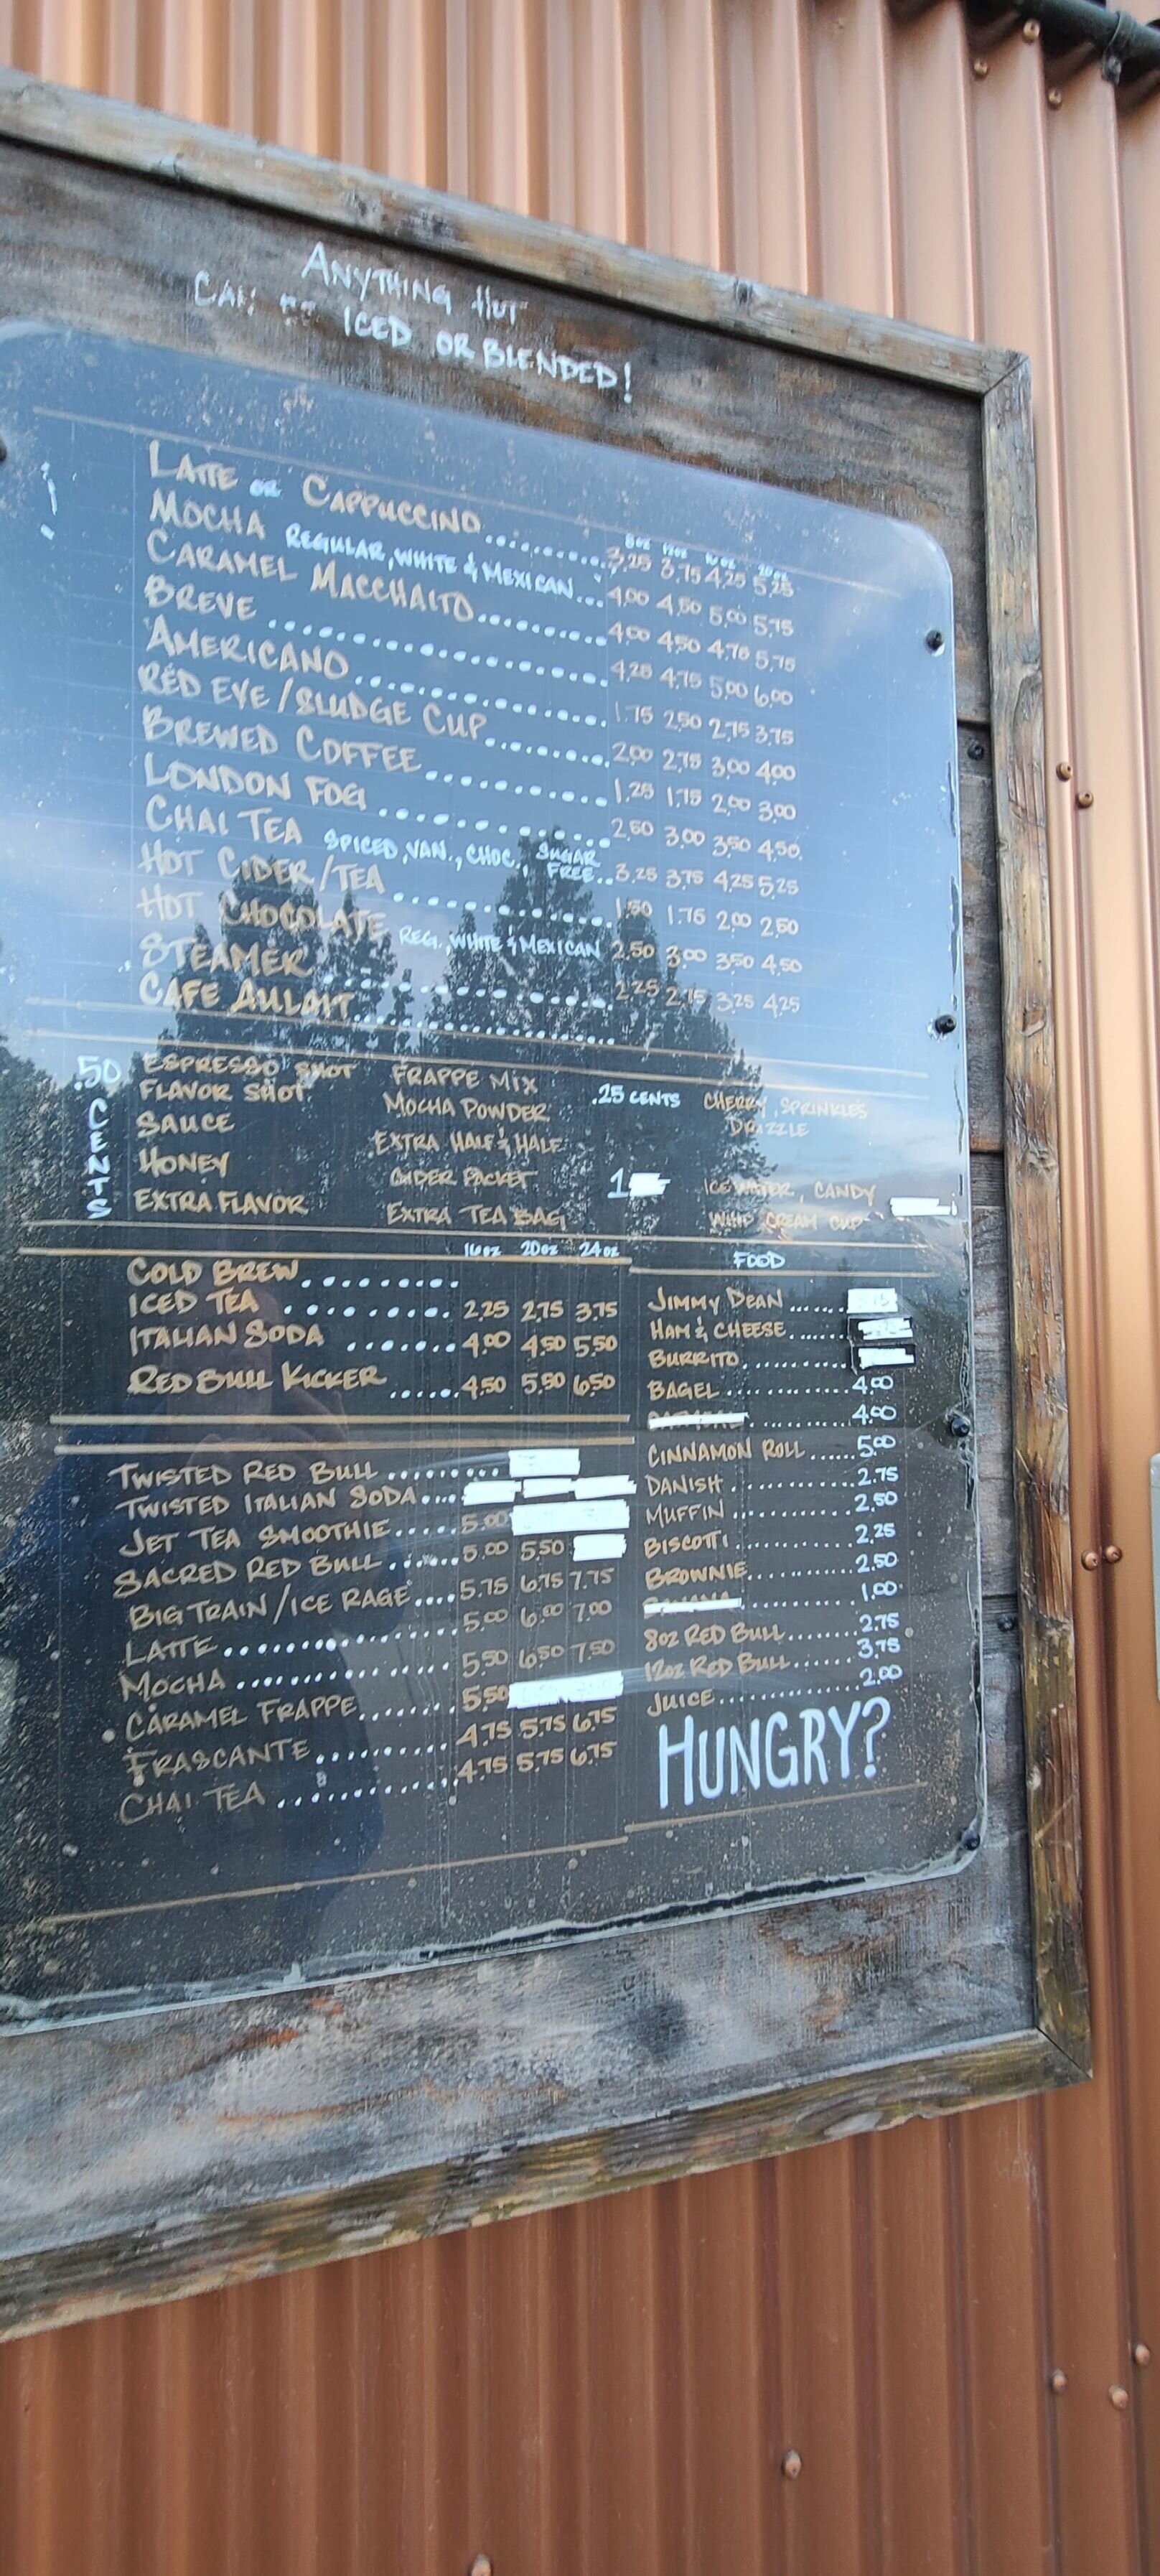 ANYTHING HOT
CAN BE ICED OR BLENDED!
8oz 12oz 16oz 20oz
LATTE OR CAPPUCCINO 3.25 3.75 4.25 5.25
MOCHA REGULAR, WHITE & MEXICAN... 4.00 4.50 5.00 5.75
CARAMEL MACCHAITO 4.00 4.50 4.75 5.75
BREVE 4.25 4.75 5.00 6.00
AMERICANO 1.75 2.50 2.75 3.75
RED EYE/SLUDGE CUP 2.00 2.75 3.00 4.00
BREWED COFFEE 1.25 1.75 2.00 3.00
LONDON FOG 2.50 3.00 3.50 4.50
CHAI TEA SPICED, VAN., CHOC., SUGAR FREE.. 3.25 3.75 4.25 5.25
HOT CIDER/TEA 1.50 1.75 2.00 2.50
HOT CHOCOLATE REG., WHITE & MEXICAN 2.50 3.00 3.50 4.50
STEAMER 2.25 2.75 3.25 4.25
CAFE AULAIT
.50 CENTS
ESPRESSO SHOT
FLAVOR SHOT
SAUCE
HONEY
EXTRA FLAVOR
FRAPPE MIX
MOCHA POWDER
EXTRA HALF & HALF
CIDER PACKET
EXTRA TEA BAG
.25 CENTS CHERRY, SPRINKLES
DRIZZLE
1 ICE WATER, CANDY
WHIP CREAM CUP
16oz 20oz 24oz
COLD BREW
ICED TEA 2.25 2.75 3.75
ITALIAN SODA 4.00 4.50 5.50
RED BULL KICKER 4.50 5.50 6.50
TWISTED RED BULL
TWISTED ITALIAN SODA
JET TEA SMOOTHIE 5.00
SACRED RED BULL 5.00 5.50
BIG TRAIN/ICE RAGE 5.75 6.75 7.75
LATTE 5.00 6.00 7.00
MOCHA 5.50 6.50 7.50
CARAMEL FRAPPE 5.50
FRASCANTE 4.75 5.75 6.75
CHAI TEA 4.75 5.75 6.75
FOOD
JIMMY DEAN
HAM & CHEESE
BURRITO
BAGEL 4.00
4.00
CINNAMON ROLL 5.00
DANISH 2.75
MUFFIN 2.50
BISCOTTI 2.25
BROWNIE 2.50
1.00
8oz RED BULL 2.75
12oz RED BULL 3.75
JUICE 2.00
HUNGRY?